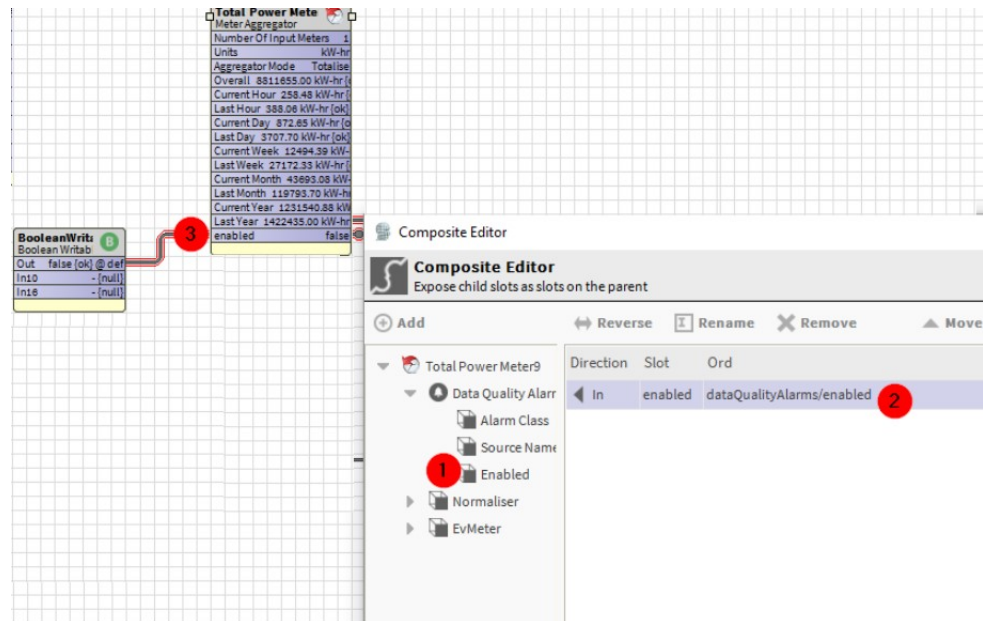 Total Power Mete
Meter Aggregator
Number Of Input Meters 1
Units kW-hr
Aggregator Mode Totalise
Overall 8811655.00 kW-hr {
Current Hour 258.48 kW-hr {
Last Hour 388.06 kW-hr {ok}
Current Day 872.65 kW-hr {o
Last Day 3707.70 kW-hr {ok}
Current Week 12494.39 kW-
Last Week 27172.33 kW-hr {
Current Month 43693.08 kW-
Last Month 119793.70 kW-h
Current Year 1231540.88 kW
Last Year 1422435.00 kW-hr
enabled false
3
BooleanWrit
B
Boolean Writab
Out false {ok} @ def
In10 - {null}
In16 - {null}
Composite Editor
Composite Editor
Expose child slots as slots on the parent
Add Reverse Rename Remove Move
Direction Slot Ord
In enabled dataQualityAlarms/enabled 2
Total Power Meter9
Data Quality Alarr
Alarm Class
Source Name
1 Enabled
Normaliser
EvMeter